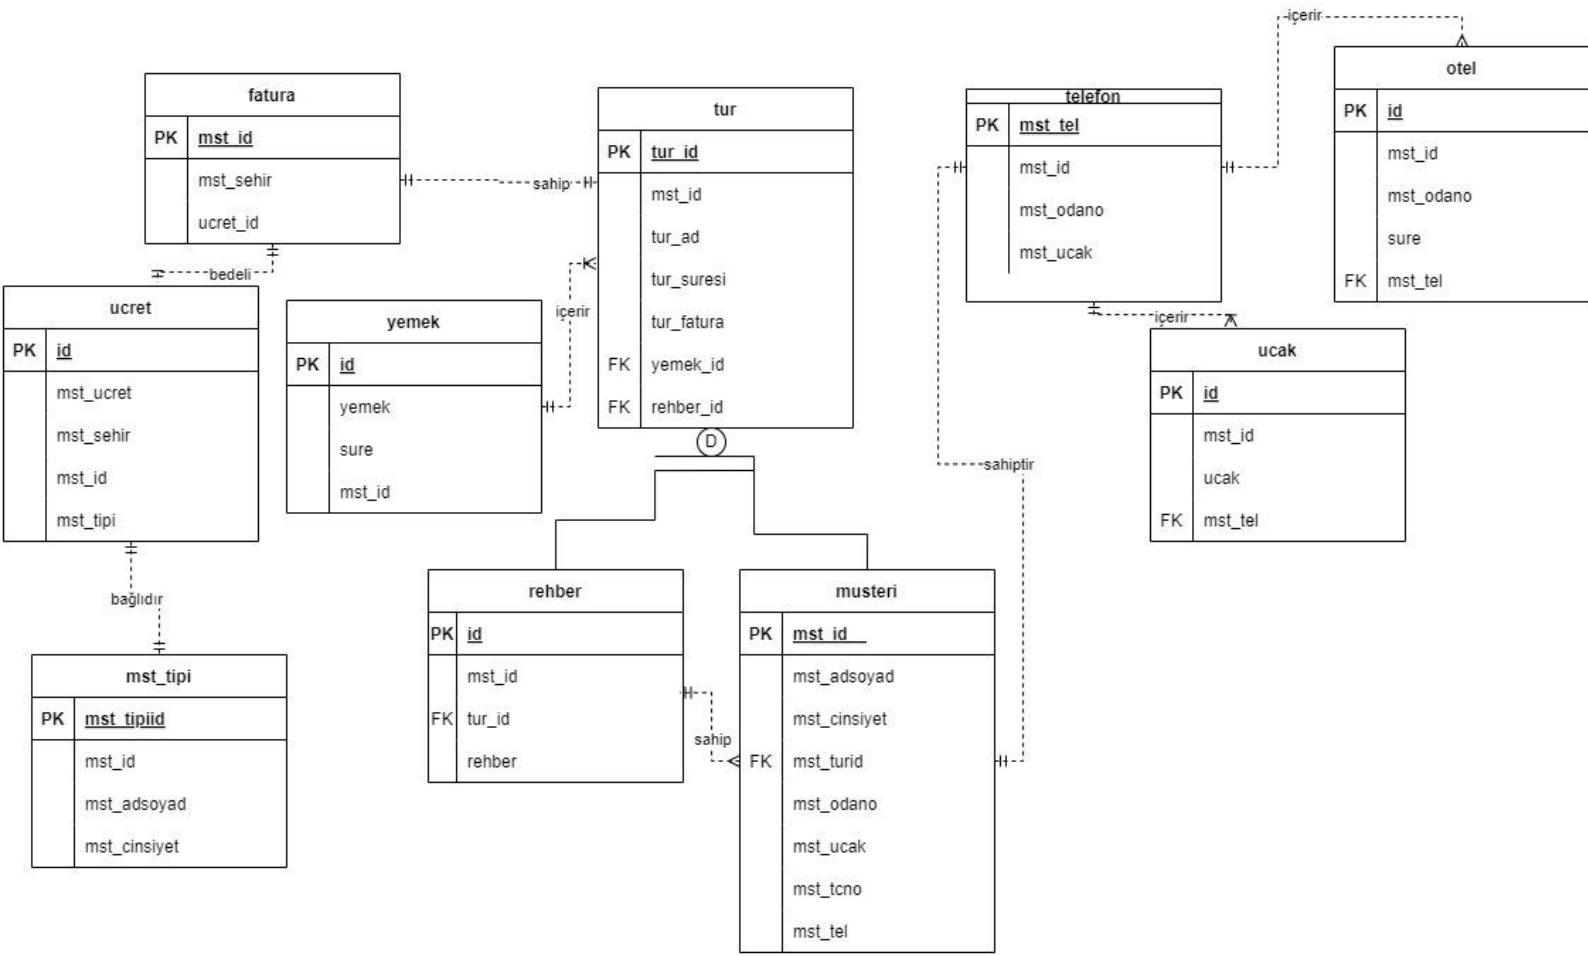 içerir
otel
PK id
mst_id
mst_odano
sure
FK mst_tel
fatura
PK mst_id
mst_sehir
ucret_id
tur
PK tur_id
mst_id
tur_ad
tur_suresi
tur_fatura
FK yemek_id
FK rehber_id
telefon
PK mst_tel
mst_id
mst_odano
mst_ucak
sahip
bedeli
içerir
içerir
ucret
PK id
mst_ucret
mst_sehir
mst_id
mst_tipi
yemek
PK id
yemek
sure
mst_id
ucak
PK id
mst_id
ucak
FK mst_tel
D
sahiptir
bağlıdır
rehber
PK id
mst_id
FK tur_id
rehber
sahip
musteri
PK mst_id__
mst_adsoyad
mst_cinsiyet
FK mst_turid
mst_odano
mst_ucak
mst_tcno
mst_tel
mst_tipi
PK mst_tipiid
mst_id
mst_adsoyad
mst_cinsiyet